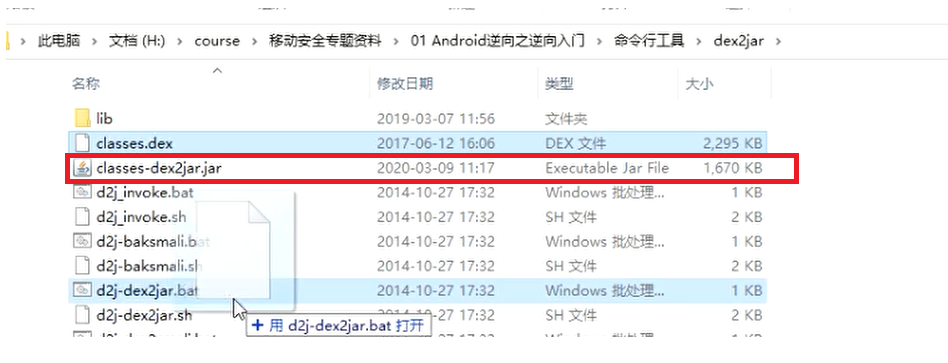 此电脑 > 文档 (H:) > course > 移动安全专题资料 > 01 Android逆向之逆向入门 > 命令行工具 > dex2jar >
名称 修改日期 类型 大小
lib 2019-03-07 11:56 文件夹
classes.dex 2017-06-12 16:06 DEX 文件 2,295 KB
classes-dex2jar.jar 2020-03-09 11:17 Executable Jar File 1,670 KB
d2j_invoke.bat 2014-10-27 17:32 Windows 批处理... 1 KB
d2j_invoke.sh 2014-10-27 17:32 SH 文件 2 KB
d2j-baksmali.bat 2014-10-27 17:32 Windows 批处理... 1 KB
d2j-baksmali.sh 2014-10-27 17:32 SH 文件 2 KB
d2j-dex2jar.bat 2014-10-27 17:32 Windows 批处理... 1 KB
d2j-dex2jar.sh 2014-10-27 17:32 SH 文件 2 KB
用 d2j-dex2jar.bat 打开